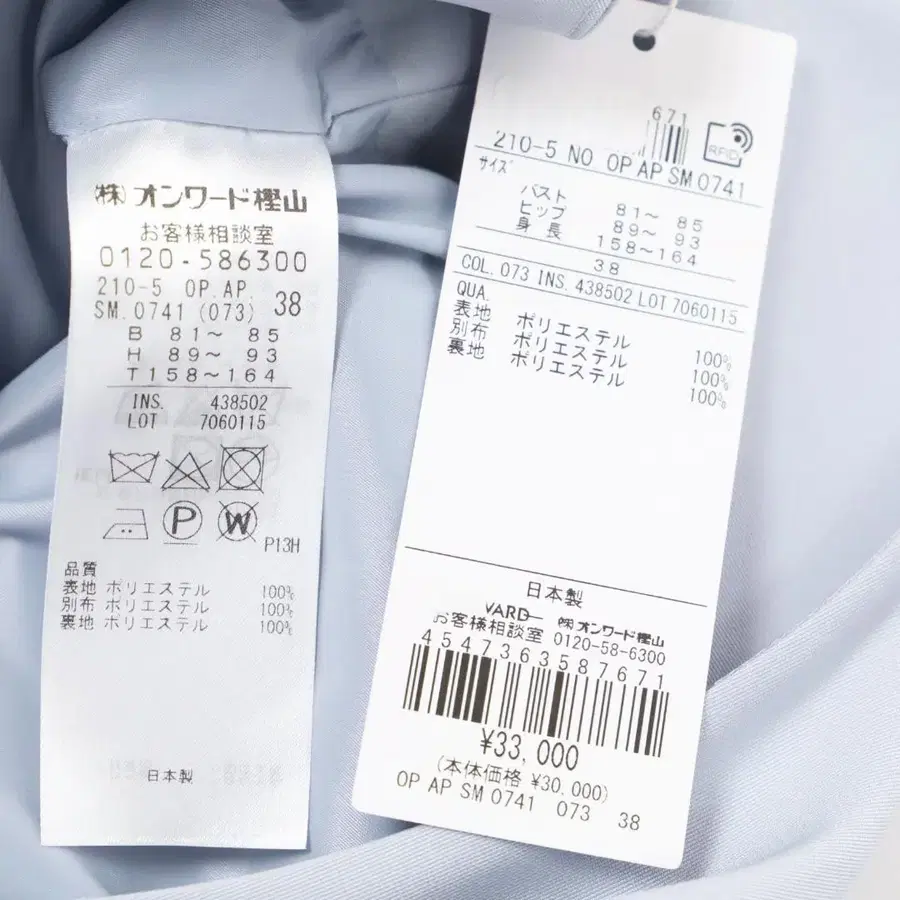 (株)オンワード樫山
お客様相談室
0120-586300
210-5 OP.AP.
SM.0741 (073) 38
B 81～ 85
H 89～ 93
T 158～164
INS. 438502
LOT 7060115
P
W
P13H
品質
表地 ポリエステル 100%
別布 ポリエステル 100%
裏地 ポリエステル 100%
日本製
671
RFID
210-5 NO OP AP SM 0741
サイズ
バスト 81～ 85
ヒップ 89～ 93
身長 158～164
38
COL. 073 INS. 438502 LOT 7060115
QUA.
表地 ポリエステル 100%
別布 ポリエステル 100%
裏地 ポリエステル 100%
日本製
(株)オンワード樫山
お客様相談室 0120-58-6300
4547363587671
¥33,000
(本体価格 ¥30,000)
OP AP SM 0741 073 38